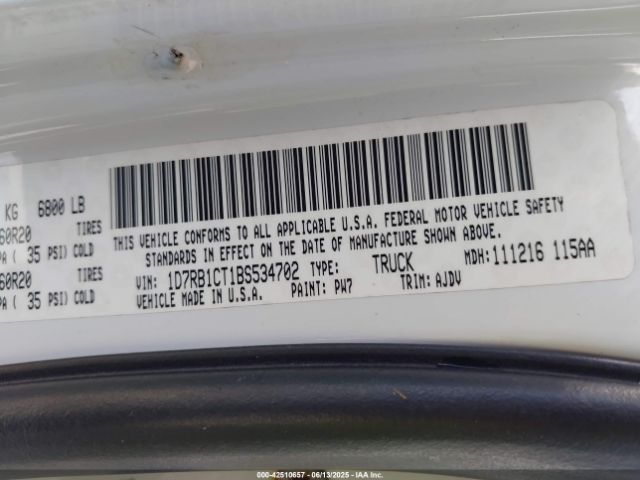 KG 6800 LB
60R20 TIRES
PA ( 35 PSI) COLD
60R20 TIRES
PA ( 35 PSI) COLD
THIS VEHICLE CONFORMS TO ALL APPLICABLE U.S.A. FEDERAL MOTOR VEHICLE SAFETY
STANDARDS IN EFFECT ON THE DATE OF MANUFACTURE SHOWN ABOVE.
VIN: 1D7RB1CT1BS534702 TYPE: TRUCK MDH: 111216 115AA
VEHICLE MADE IN U.S.A. PAINT: PW7 TRIM: AJDV
000-42510657 - 06/13/2025 - IAA Inc.